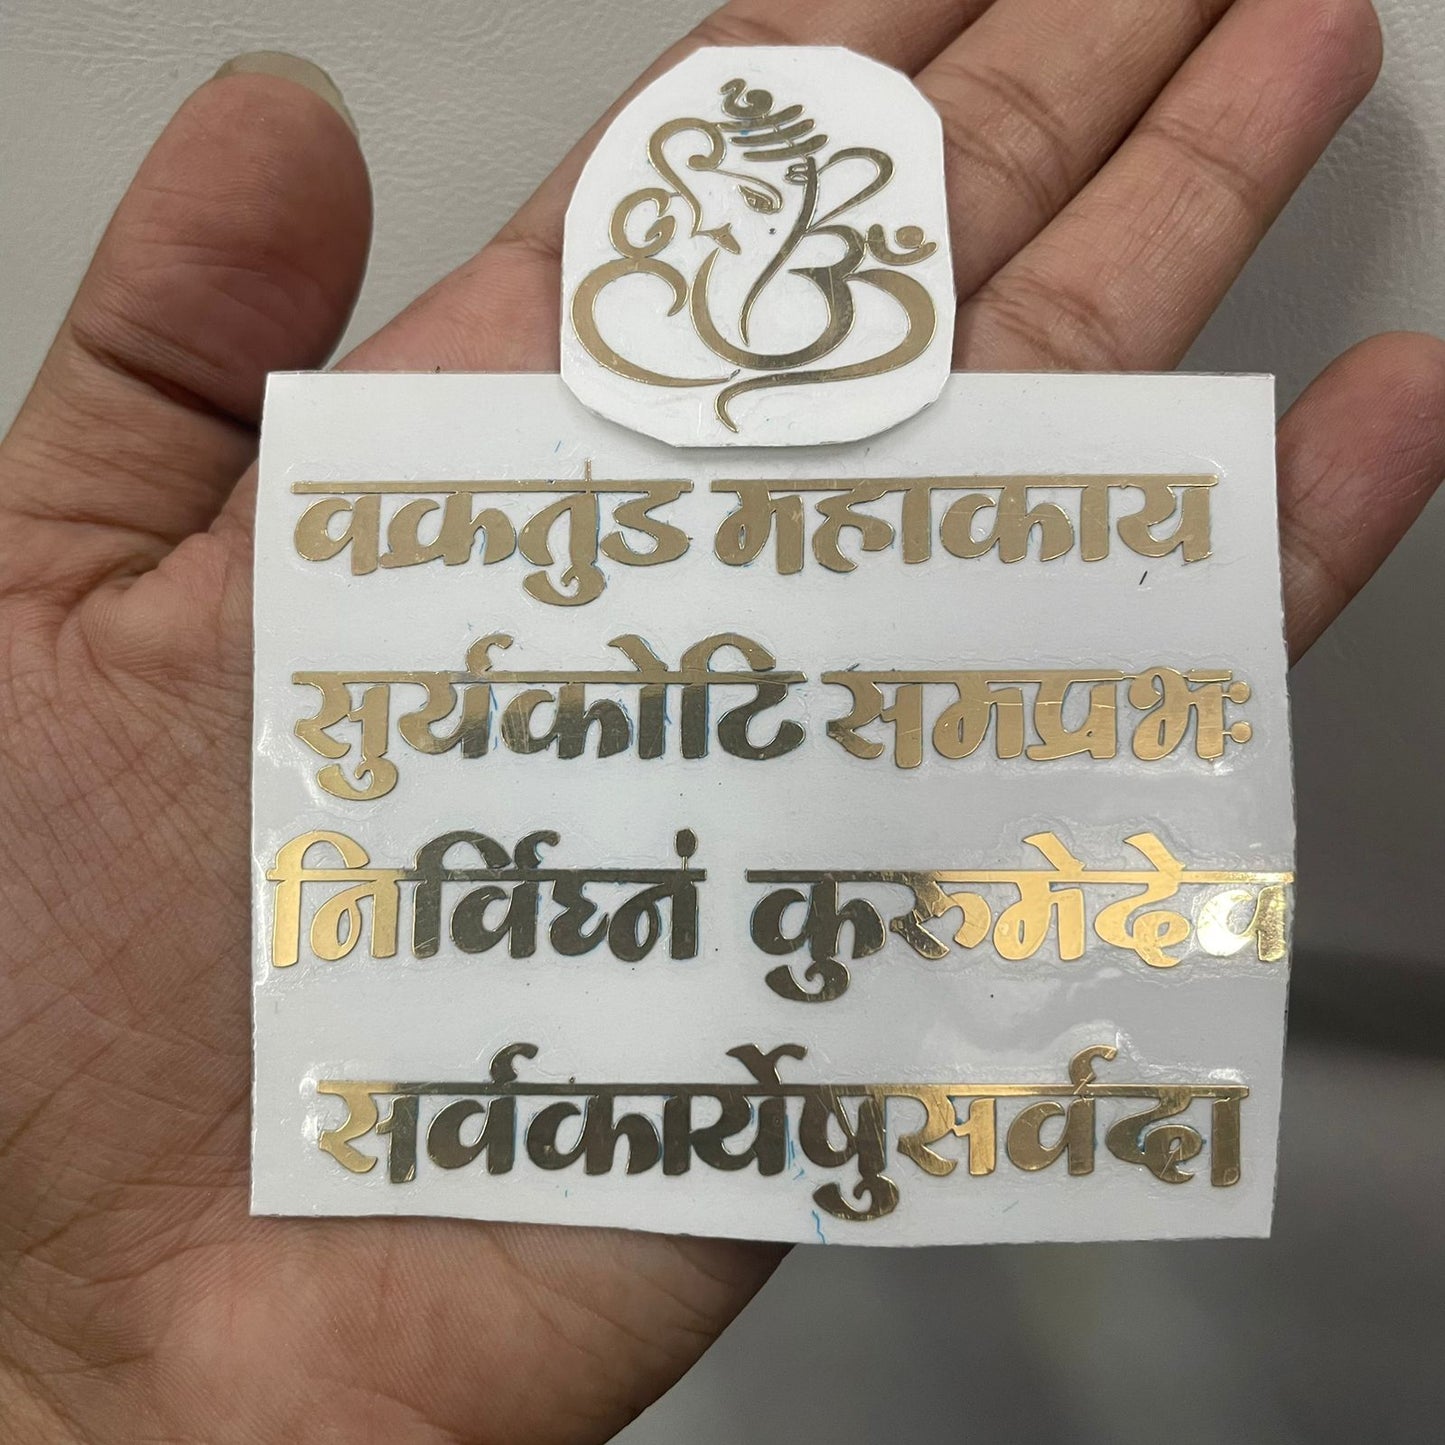 वक्रतुंड महाकाय
सुर्यकोटि समप्रभः
निर्विघ्नं कुरुमेदेव
सर्वकार्येषुसर्वदा